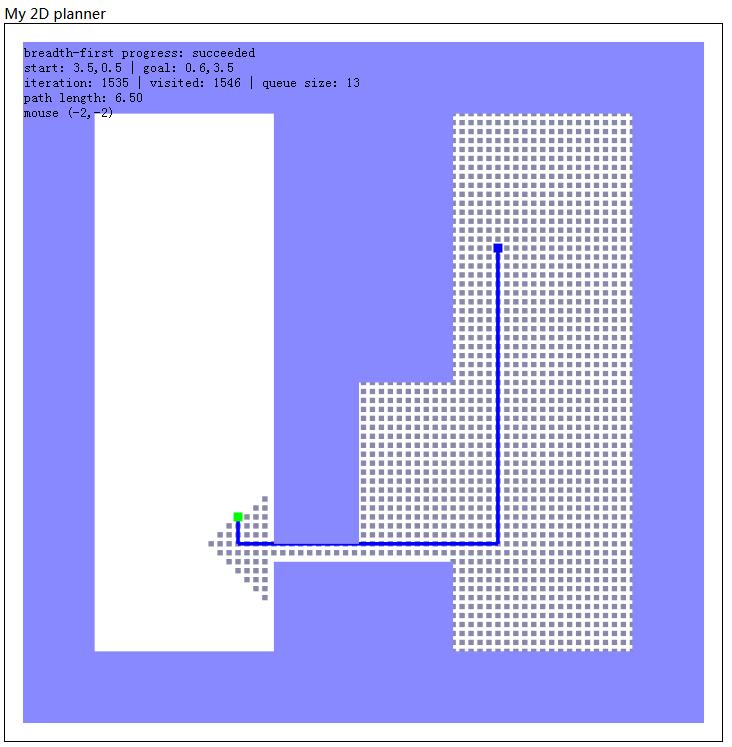 My 2D planner
breadth-first progress: succeeded
start: 3.5,0.5 | goal: 0.6,3.5
iteration: 1535 | visited: 1546 | queue size: 13
path length: 6.50
mouse (-2,-2)